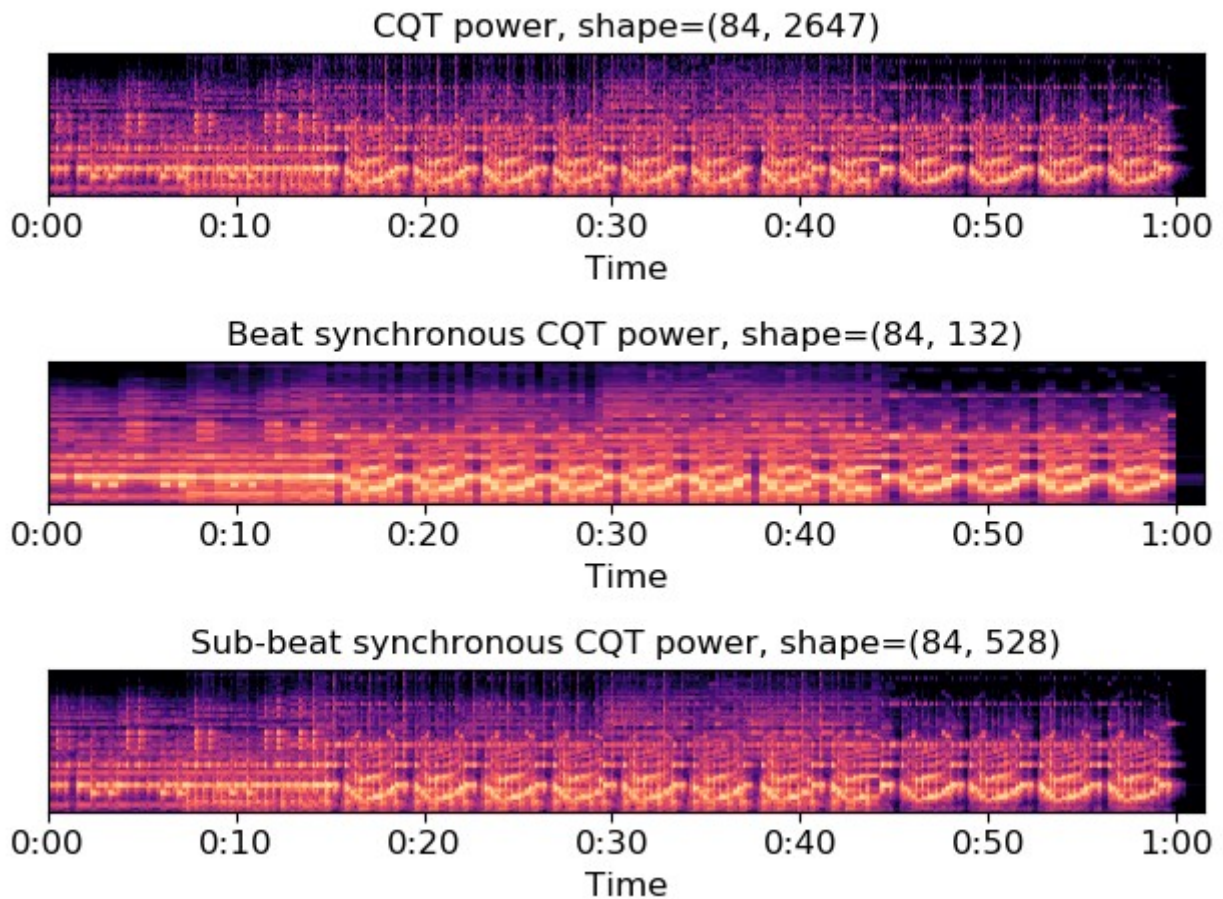 CQT power, shape=(84, 2647)
0:00 0:10 0:20 0:30 0:40 0:50 1:00
Time
Beat synchronous CQT power, shape=(84, 132)
0:00 0:10 0:20 0:30 0:40 0:50 1:00
Time
Sub-beat synchronous CQT power, shape=(84, 528)
0:00 0:10 0:20 0:30 0:40 0:50 1:00
Time